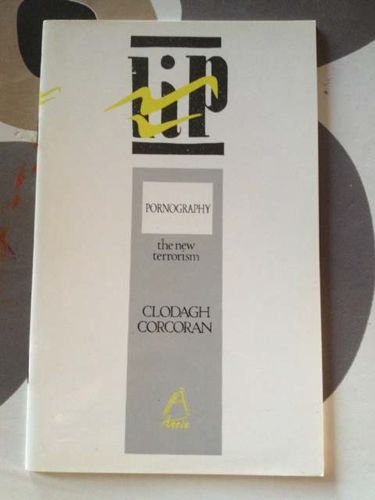 lip
PORNOGRAPHY
the new
terrorism
CLODAGH
CORCORAN
Attic